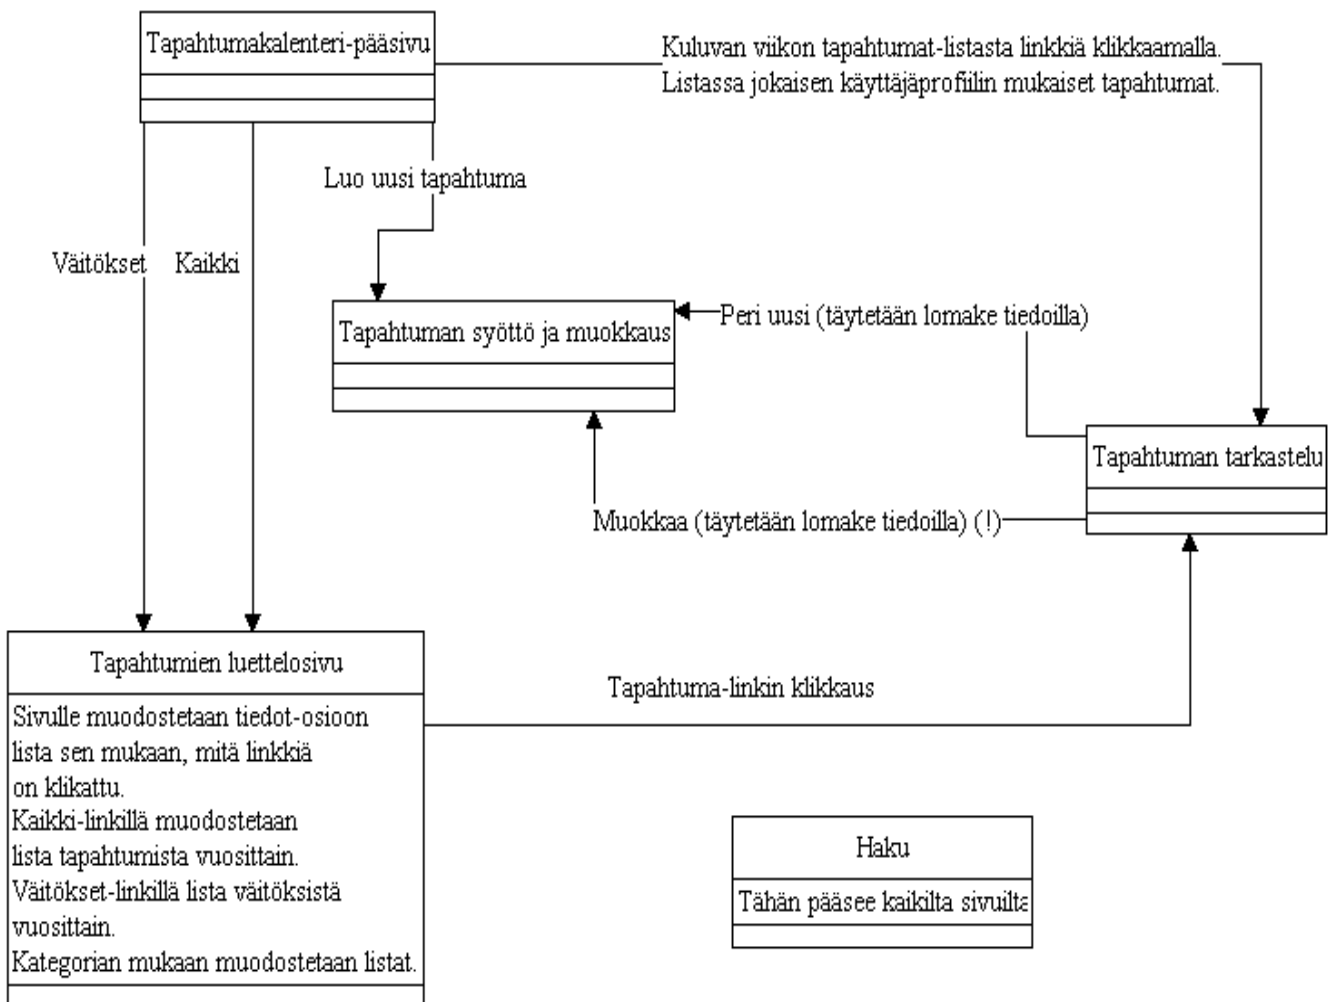 Tapahtumakalenteri-pääsivu
Kuluvan viikon tapahtumat-listasta linkkiä klikkaamalla.
Listassa jokaisen käyttäjäprofiilin mukaiset tapahtumat.
Luo uusi tapahtuma
Väitökset
Kaikki
Tapahtuman syöttö ja muokkaus
Peri uusi (täytetään lomake tiedoilla)
Tapahtuman tarkastelu
Muokkaa (täytetään lomake tiedoilla) (!)
Tapahtumien luettelosivu
Sivulle muodostetaan tiedot-osioon
lista sen mukaan, mitä linkkiä
on klikattu.
Kaikki-linkillä muodostetaan
lista tapahtumista vuosittain.
Väitökset-linkillä lista väitöksistä
vuosittain.
Kategorian mukaan muodostetaan listat.
Tapahtuma-linkin klikkaus
Haku
Tähän pääsee kaikilta sivuilta